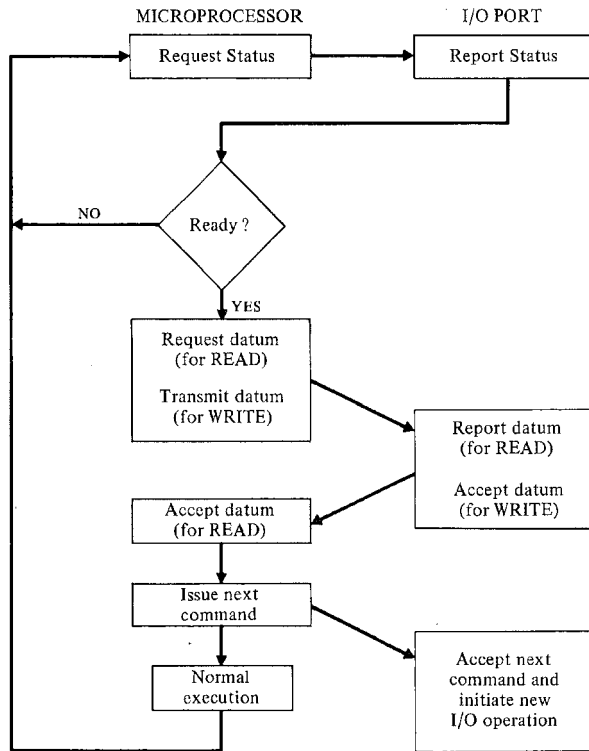 MICROPROCESSOR
I/O PORT
Request Status
Report Status
Ready ?
NO
YES
Request datum
(for READ)
Transmit datum
(for WRITE)
Report datum
(for READ)
Accept datum
(for WRITE)
Accept datum
(for READ)
Issue next
command
Accept next
command and
initiate new
I/O operation
Normal
execution